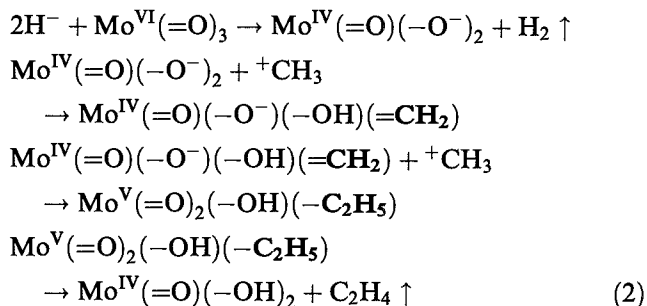 2H⁻ + Mo^VI(=O)₃ → Mo^IV(=O)(−O⁻)₂ + H₂ ↑
Mo^IV(=O)(−O⁻)₂ + ⁺CH₃
→ Mo^IV(=O)(−O⁻)(−OH)(=CH₂)
Mo^IV(=O)(−O⁻)(−OH)(=CH₂) + ⁺CH₃
→ Mo^V(=O)₂(−OH)(−C₂H₅)
Mo^V(=O)₂(−OH)(−C₂H₅)
→ Mo^IV(=O)(−OH)₂ + C₂H₄ ↑ (2)